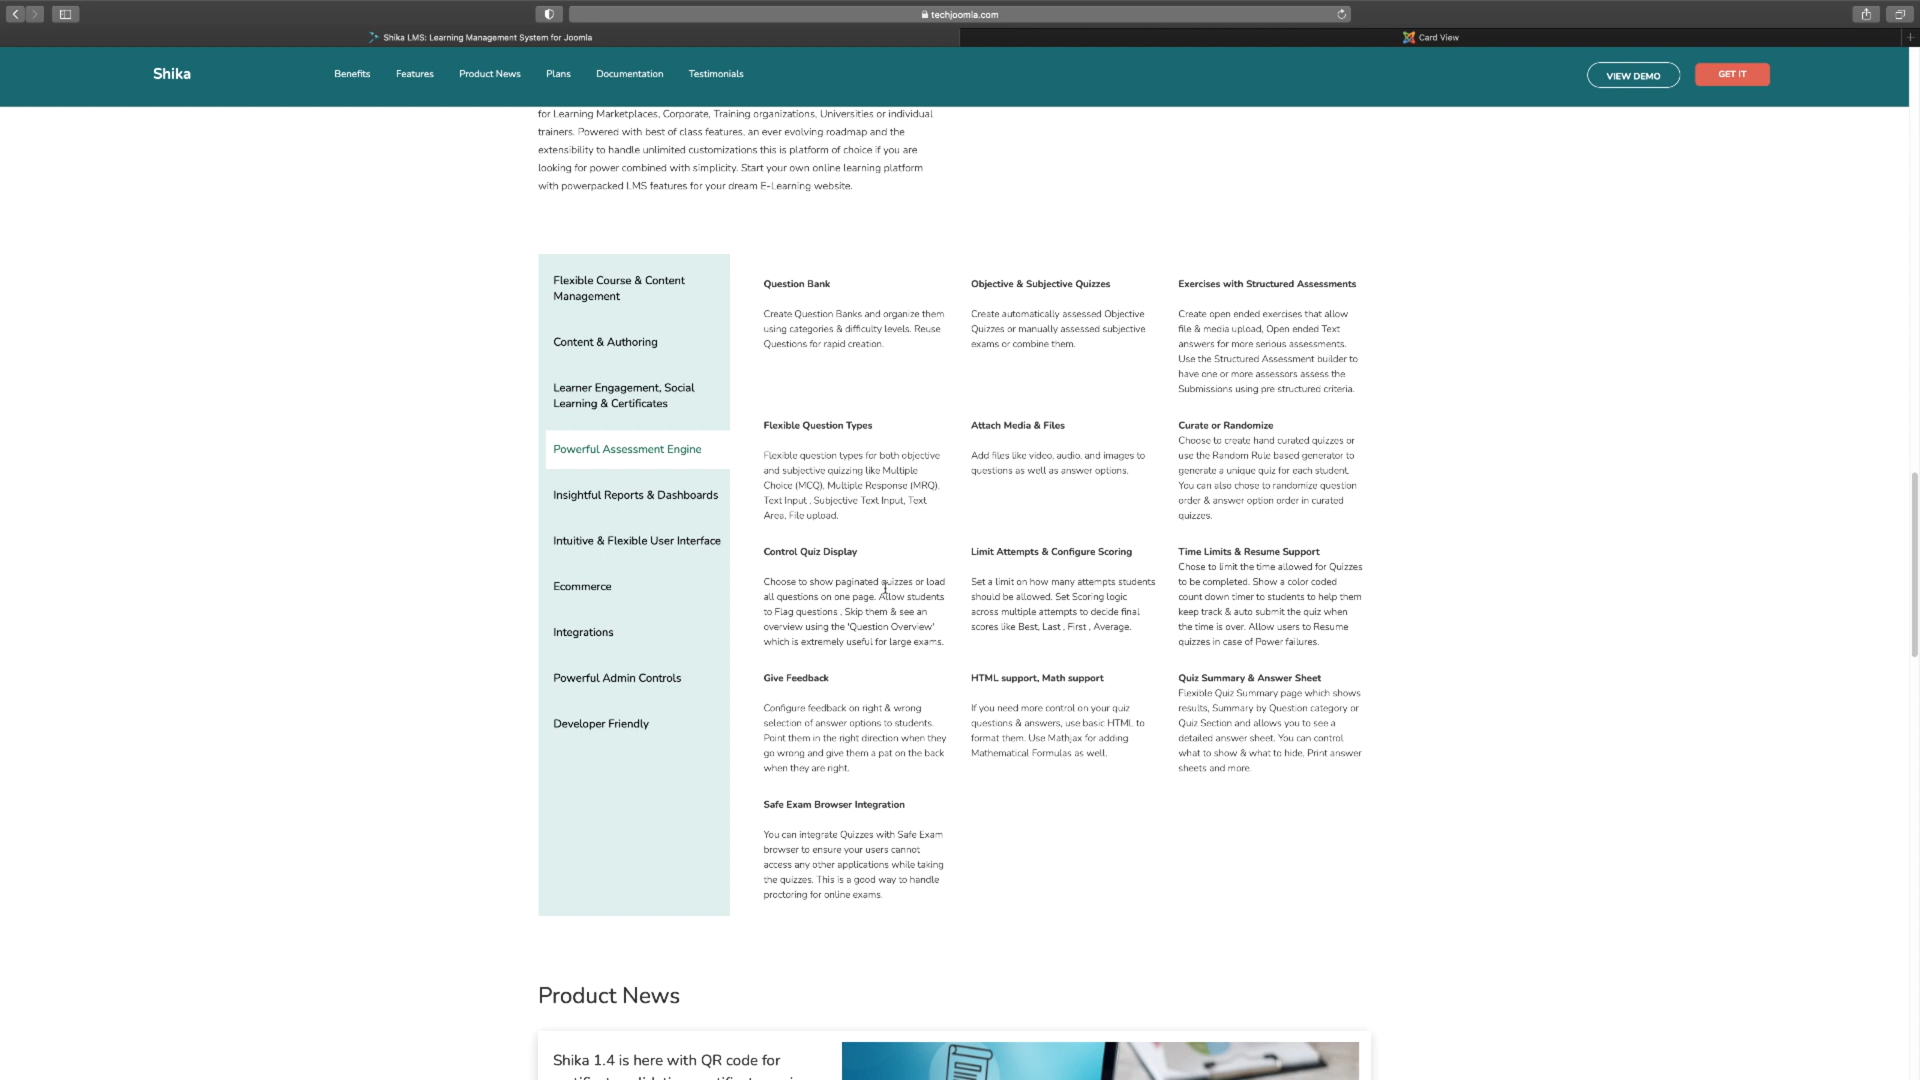 techjoomla.com
Shika LMS: Learning Management System for Joomla
Card View
Shika
Benefits
Features
Product News
Plans
Documentation
Testimonials
VIEW DEMO
GET IT
for Learning Marketplaces, Corporate, Training organizations, Universities or individual
trainers. Powered with best of class features, an ever evolving roadmap and the
extensibility to handle unlimited customizations this is platform of choice if you are
looking for power combined with simplicity. Start your own online learning platform
with powerpacked LMS features for your dream E-Learning website.
Flexible Course & Content
Management
Content & Authoring
Learner Engagement, Social
Learning & Certificates
Powerful Assessment Engine
Insightful Reports & Dashboards
Intuitive & Flexible User Interface
Ecommerce
Integrations
Powerful Admin Controls
Developer Friendly
Question Bank
Create Question Banks and organize them
using categories & difficulty levels. Reuse
Questions for rapid creation.
Objective & Subjective Quizzes
Create automatically assessed Objective
Quizzes or manually assessed subjective
exams or combine them.
Exercises with Structured Assessments
Create open ended exercises that allow
file & media upload, Open ended Text
answers for more serious assessments.
Use the Structured Assessment builder to
have one or more assessors assess the
Submissions using pre structured criteria.
Flexible Question Types
Flexible question types for both objective
and subjective quizzing like Multiple
Choice (MCQ), Multiple Response (MRQ),
Text Input , Subjective Text Input, Text
Area, File upload.
Attach Media & Files
Add files like video, audio, and images to
questions as well as answer options.
Curate or Randomize
Choose to create hand curated quizzes or
use the Random Rule based generator to
generate a unique quiz for each student.
You can also chose to randomize question
order & answer option order in curated
quizzes.
Control Quiz Display
Choose to show paginated quizzes or load
all questions on one page. Allow students
to Flag questions , Skip them & see an
overview using the 'Question Overview'
which is extremely useful for large exams.
Limit Attempts & Configure Scoring
Set a limit on how many attempts students
should be allowed. Set Scoring logic
across multiple attempts to decide final
scores like Best, Last , First , Average.
Time Limits & Resume Support
Chose to limit the time allowed for Quizzes
to be completed. Show a color coded
count down timer to students to help them
keep track & auto submit the quiz when
the time is over. Allow users to Resume
quizzes in case of Power failures.
Give Feedback
Configure feedback on right & wrong
selection of answer options to students.
Point them in the right direction when they
go wrong and give them a pat on the back
when they are right.
HTML support, Math support
If you need more control on your quiz
questions & answers, use basic HTML to
format them. Use Mathjax for adding
Mathematical Formulas as well.
Quiz Summary & Answer Sheet
Flexible Quiz Summary page which shows
results, Summary by Question category or
Quiz Section and allows you to see a
detailed answer sheet. You can control
what to show & what to hide, Print answer
sheets and more.
Safe Exam Browser Integration
You can integrate Quizzes with Safe Exam
browser to ensure your users cannot
access any other applications while taking
the quizzes. This is a good way to handle
proctoring for online exams.
Product News
Shika 1.4 is here with QR code for